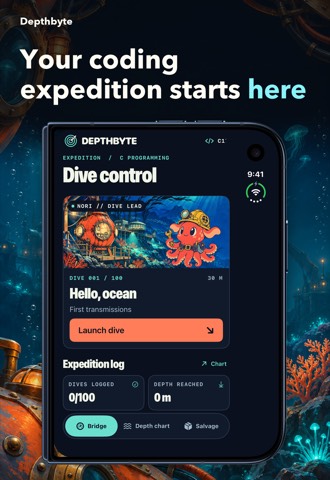 Depthbyte
Your coding
expedition starts here
DEPTHBYTE
</> C17
EXPEDITION / C PROGRAMMING
9:41
Dive control
NORI // DIVE LEAD
DIVE 001 / 100
30 M
Hello, ocean
First transmissions
Launch dive
Expedition log
Chart
DIVES LOGGED
DEPTH REACHED
0/100
0 m
Bridge
Depth chart
Salvage